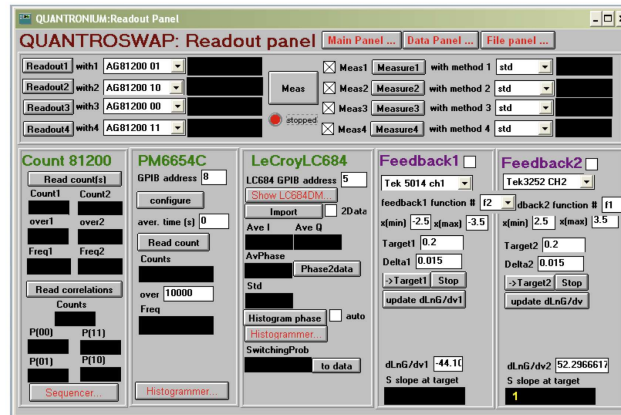 QUANTRONIUM:Readout Panel
QUANTROSWAP: Readout panel Main Panel ... Data Panel ... File panel ...
Readout1 with1 AG81200 01 Meas1 Measure1 with method 1 std
Readout2 with2 AG81200 10 Meas Meas2 Measure2 with method 2 std
Readout3 with3 AG81200 00 Meas3 Measure3 with method 3 std
Readout4 with4 AG81200 11 stopped Meas4 Measure4 with method 4 std
Count 81200
Read count(s)
Count1 Count2
over1 over2
Freq1 Freq2
Read correlations
Counts
P(00) P(11)
P(01) P(10)
Sequencer...
PM6654C
GPIB address 8
configure
aver. time (s) 0
Read count
Counts
over 10000
Freq
Histogrammer...
LeCroyLC684
LC684 GPIB address 5
Show LC684DM...
Import 2Data
Ave I Ave Q
AvPhase
Phase2data
Std
Histogram phase auto
Histogrammer...
SwitchingProb
to data
Feedback1
Tek 5014 ch1
feedback1 function # f2
x(min) -2.5 x(max) -3.5
Target1 0.2
Delta1 0.015
->Target1 Stop
update dLnG/dv1
dLnG/dv1 -44.10
S slope at target
Feedback2
Tek3252 CH2
dback2 function # f1
x(min) 2.5 x(max) 3.5
Target2 0.2
Delta2 0.015
->Target2 Stop
update dLnG/dv
dLnG/dv2 52.2966617
S slope at target
1